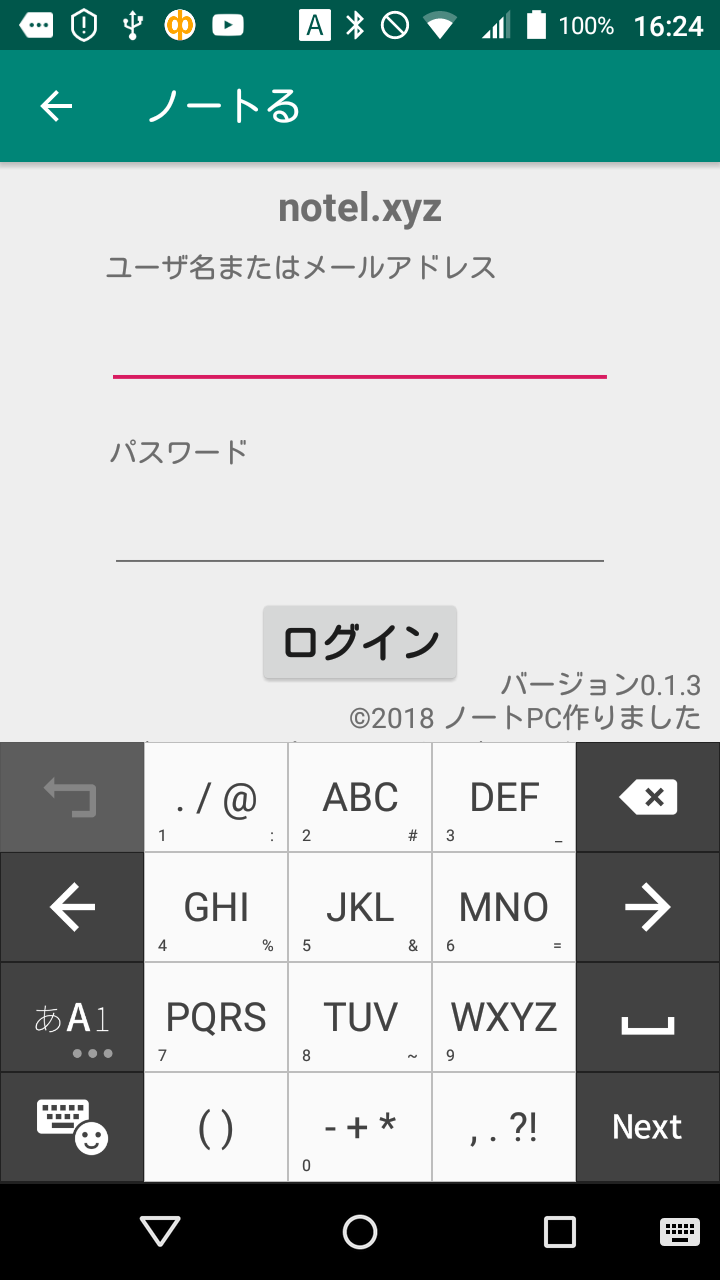 A 100% 16:24
ノートる
notel.xyz
ユーザ名またはメールアドレス
パスワード
ログイン
バージョン0.1.3
©2018 ノートPC作りました
. / @ ABC DEF
1 : 2 # 3 _
GHI JKL MNO
4 % 5 & 6 =
あA1 PQRS TUV WXYZ
7 8 ~ 9
( ) - + * , . ?! Next
0